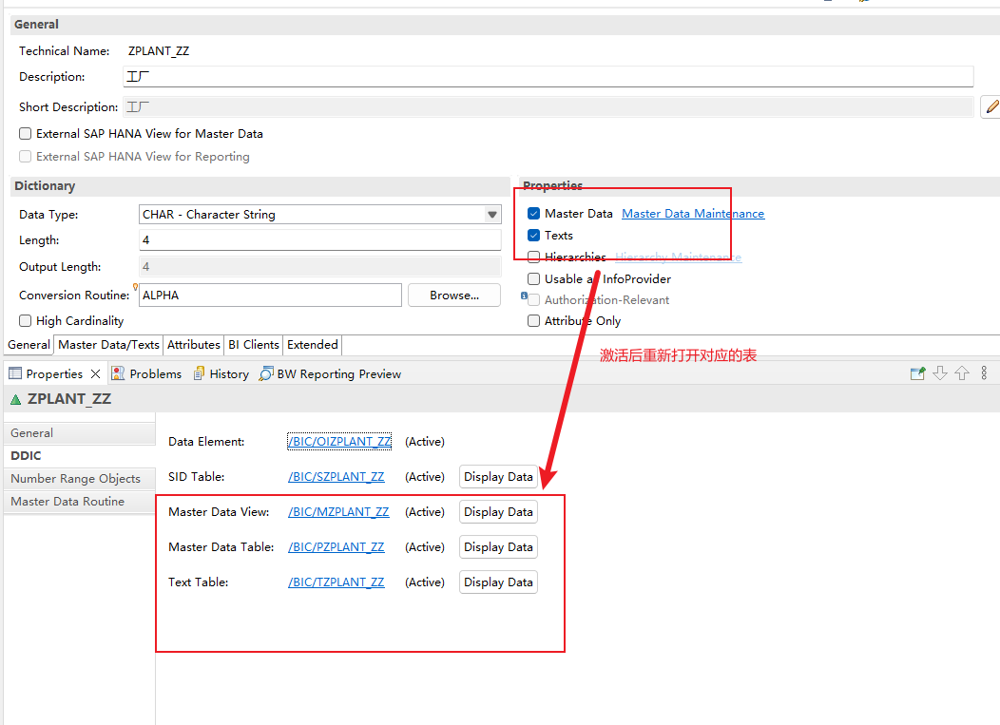 General
Technical Name: ZPLANT_ZZ
Description: 工厂
Short Description: 工厂
External SAP HANA View for Master Data
External SAP HANA View for Reporting
Dictionary
Data Type: CHAR - Character String
Length: 4
Output Length: 4
Conversion Routine: ALPHA Browse...
High Cardinality
Properties
Master Data Master Data Maintenance
Texts
Hierarchies Hierarchy Maintenance
Usable as InfoProvider
Authorization-Relevant
Attribute Only
General Master Data/Texts Attributes BI Clients Extended
激活后重新打开对应的表
Properties Problems History BW Reporting Preview
ZPLANT_ZZ
General
DDIC
Number Range Objects
Master Data Routine
Data Element: /BIC/OIZPLANT_ZZ (Active)
SID Table: /BIC/SZPLANT_ZZ (Active) Display Data
Master Data View: /BIC/MZPLANT_ZZ (Active) Display Data
Master Data Table: /BIC/PZPLANT_ZZ (Active) Display Data
Text Table: /BIC/TZPLANT_ZZ (Active) Display Data